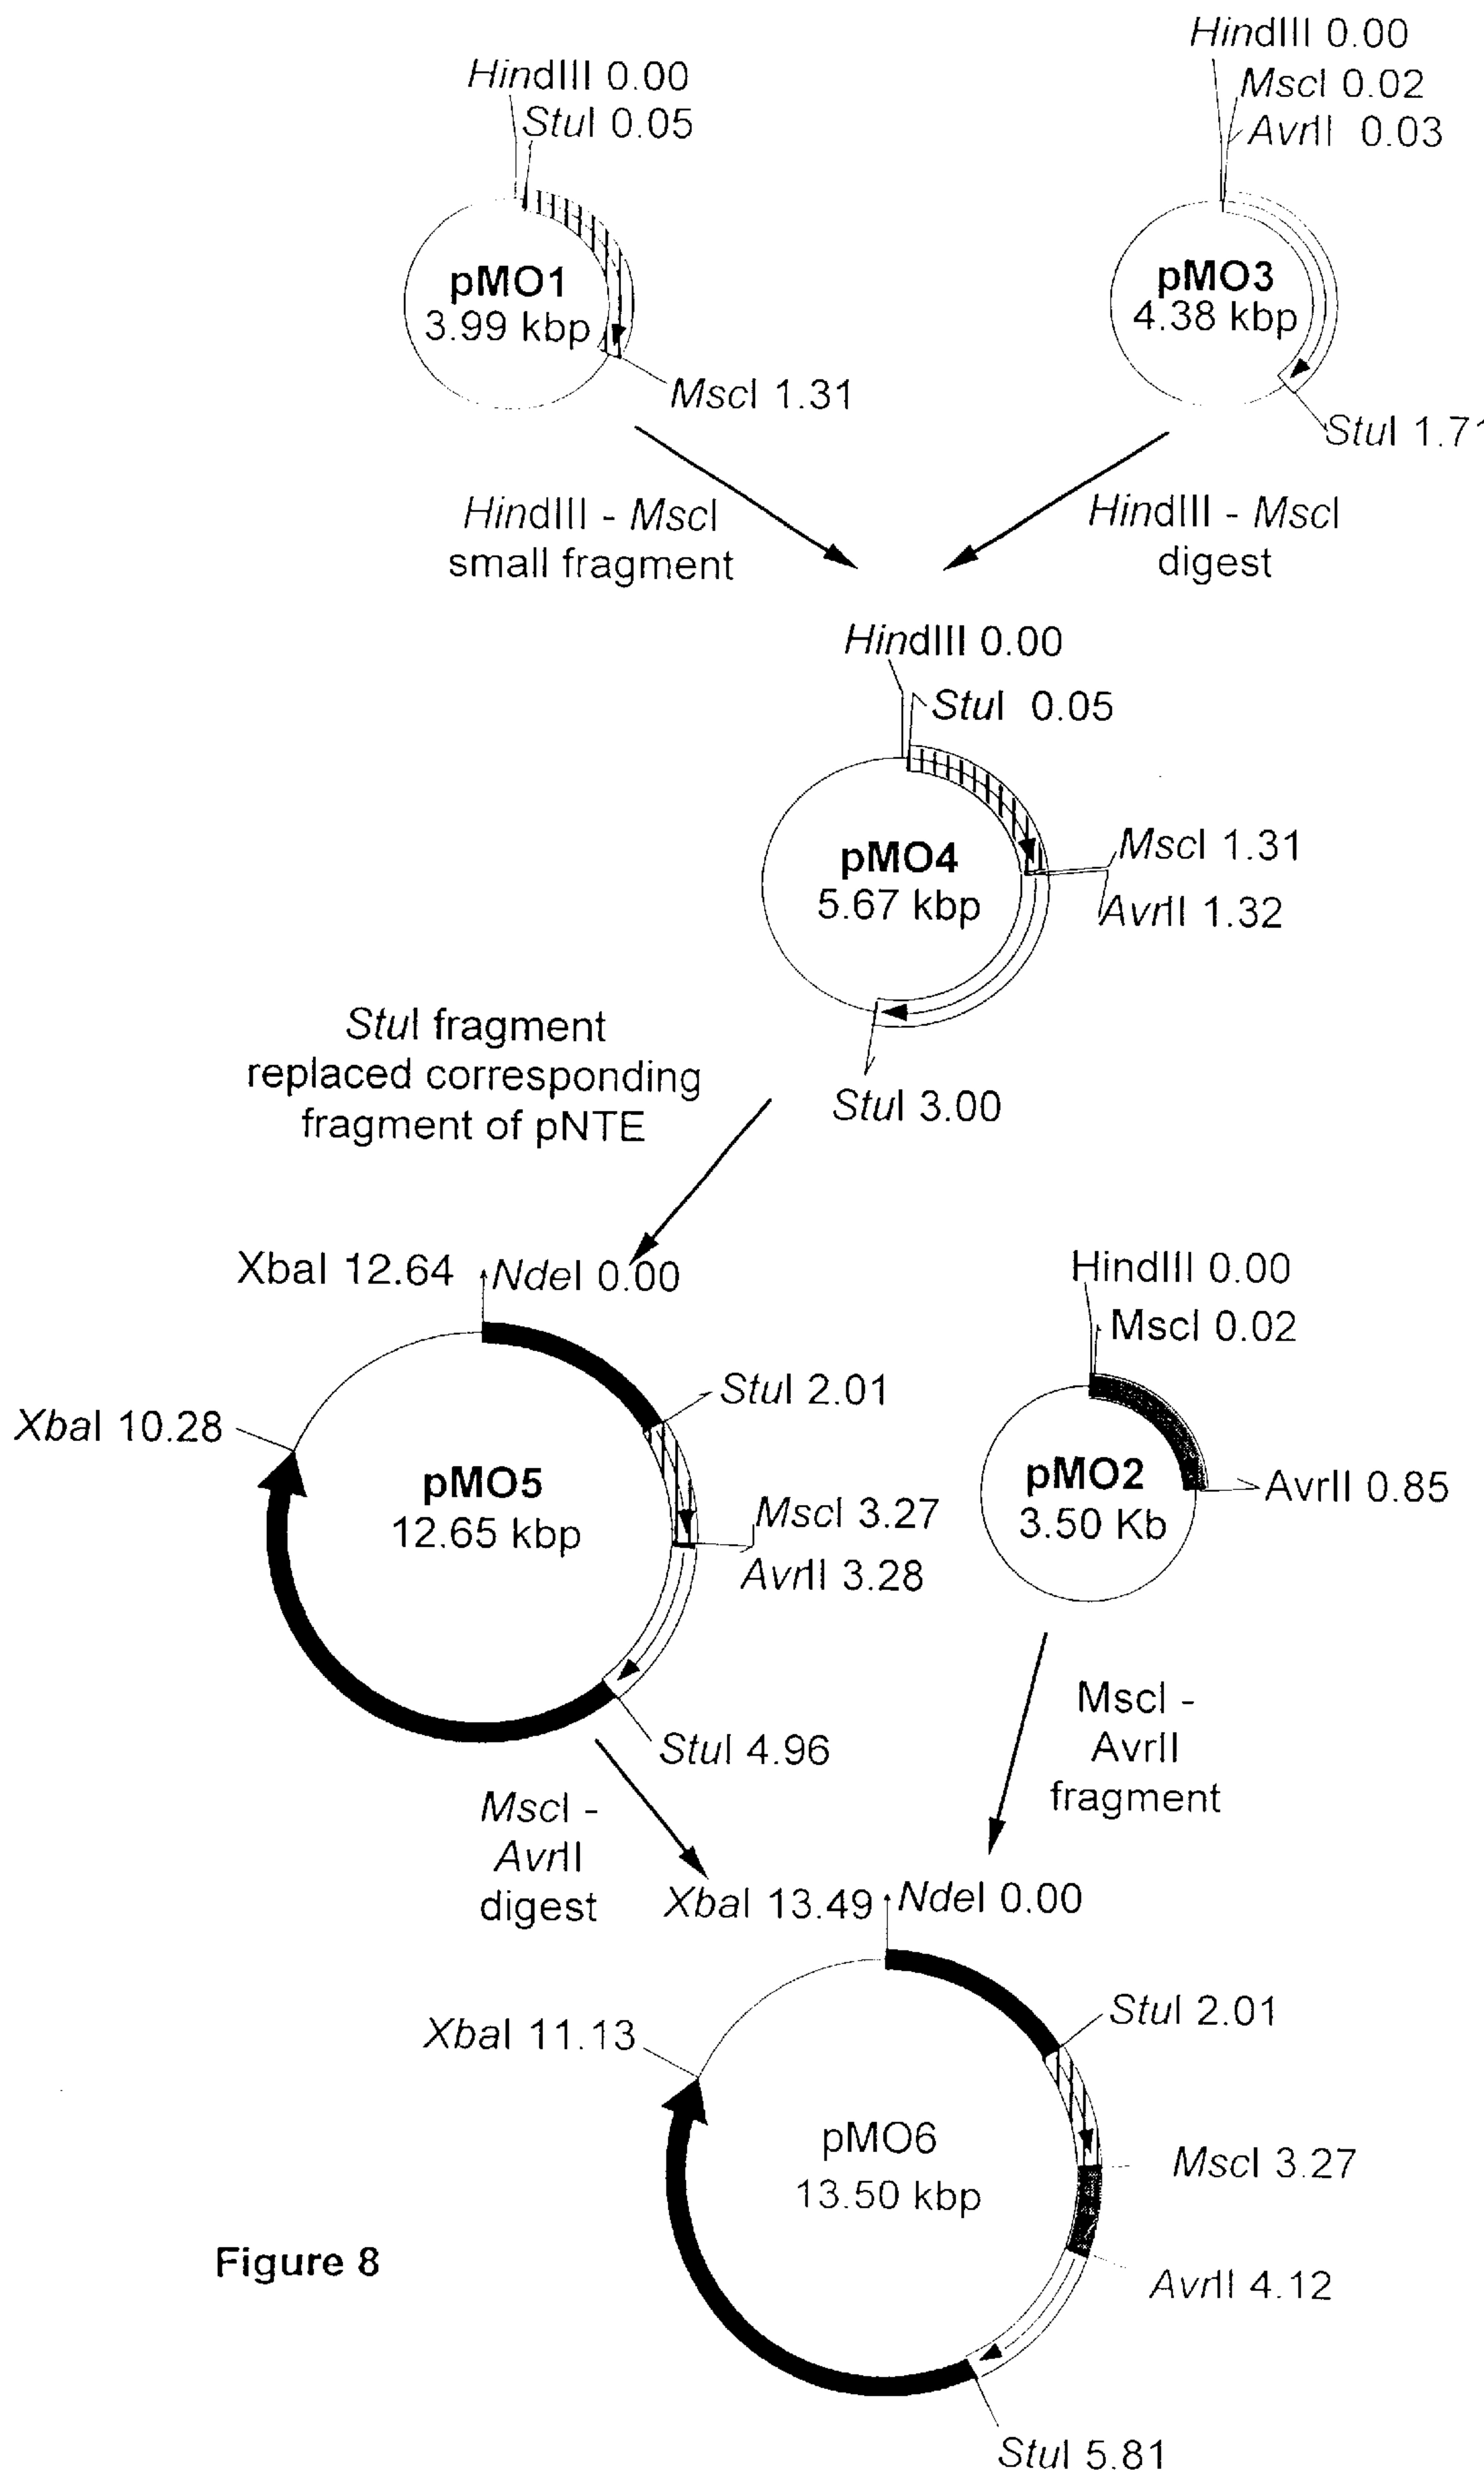 HindIII 0.00
StuI 0.05
pMO1
3.99 kbp
MscI 1.31
HindIII 0.00
MscI 0.02
AvrII 0.03
pMO3
4.38 kbp
StuI 1.71
HindIII - MscI
small fragment
HindIII - MscI
digest
HindIII 0.00
StuI 0.05
pMO4
5.67 kbp
MscI 1.31
AvrII 1.32
StuI 3.00
StuI fragment
replaced corresponding
fragment of pNTE
XbaI 12.64
NdeI 0.00
StuI 2.01
XbaI 10.28
pMO5
12.65 kbp
MscI 3.27
AvrII 3.28
StuI 4.96
HindIII 0.00
MscI 0.02
pMO2
3.50 Kb
AvrII 0.85
MscI -
AvrII
fragment
MscI -
AvrII
digest
XbaI 13.49
NdeI 0.00
StuI 2.01
XbaI 11.13
pMO6
13.50 kbp
MscI 3.27
AvrII 4.12
StuI 5.81
Figure 8